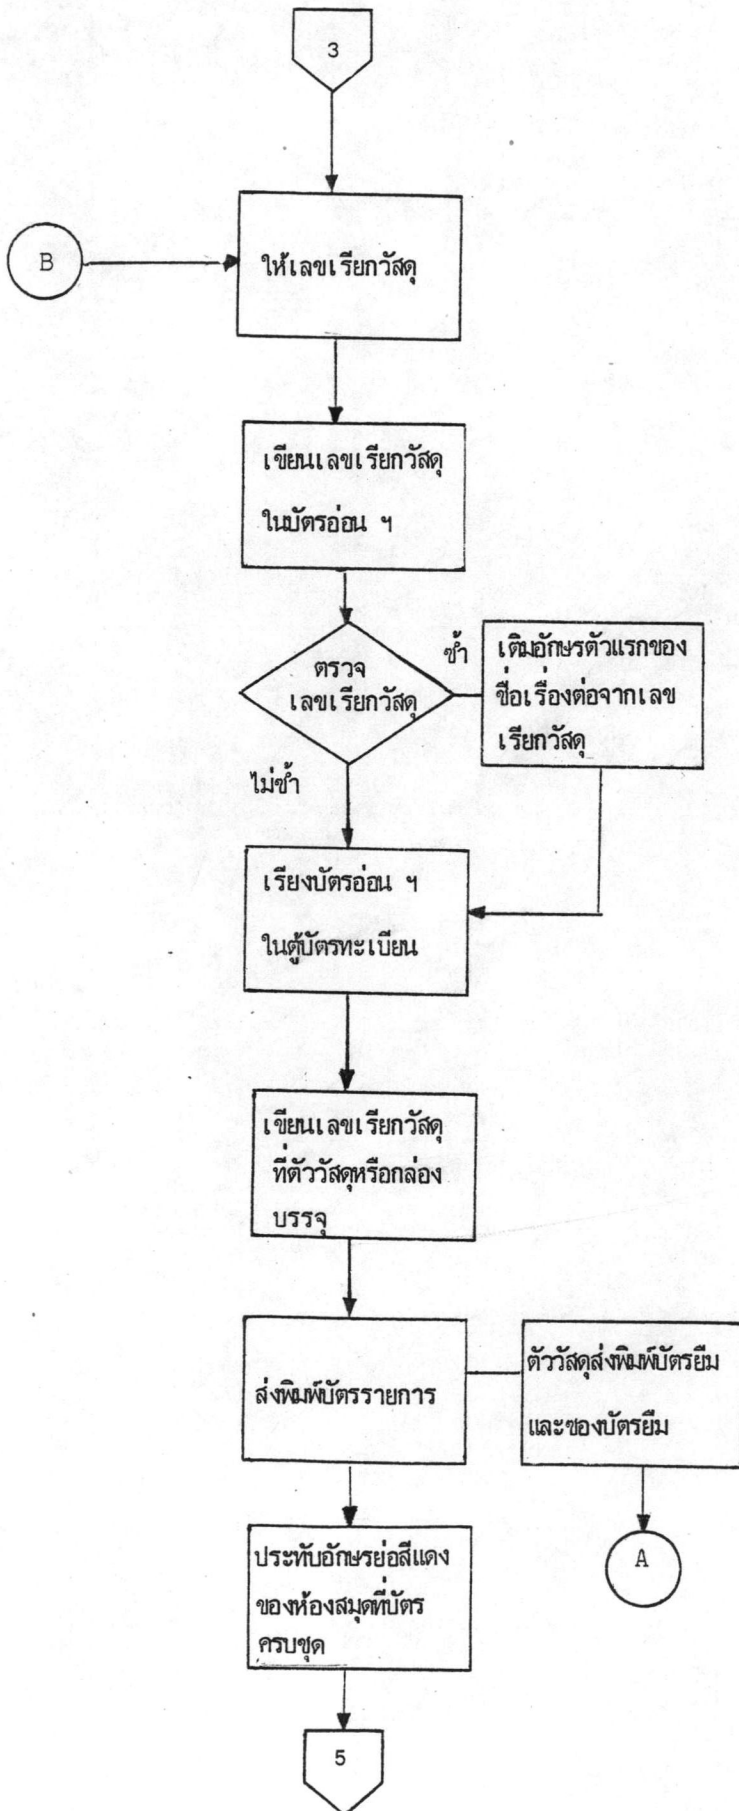 3
B
ให้เลขเรียกวัสดุ
เขียนเลขเรียกวัสดุ
ในบัตรอ่อน ฯ
ตรวจ
เลขเรียกวัสดุ
ซ้ำ
เติมอักษรตัวแรกของ
ชื่อเรื่องต่อจากเลข
เรียกวัสดุ
ไม่ซ้ำ
เรียงบัตรอ่อน ฯ
ในตู้บัตรทะเบียน
เขียนเลขเรียกวัสดุ
ที่ตัววัสดุหรือกล่อง
บรรจุ
ส่งพิมพ์บัตรรายการ
ตัววัสดุส่งพิมพ์บัตรยืม
และซองบัตรยืม
A
ประทับอักษรย่อสีแดง
ของห้องสมุดที่บัตร
ครบชุด
5